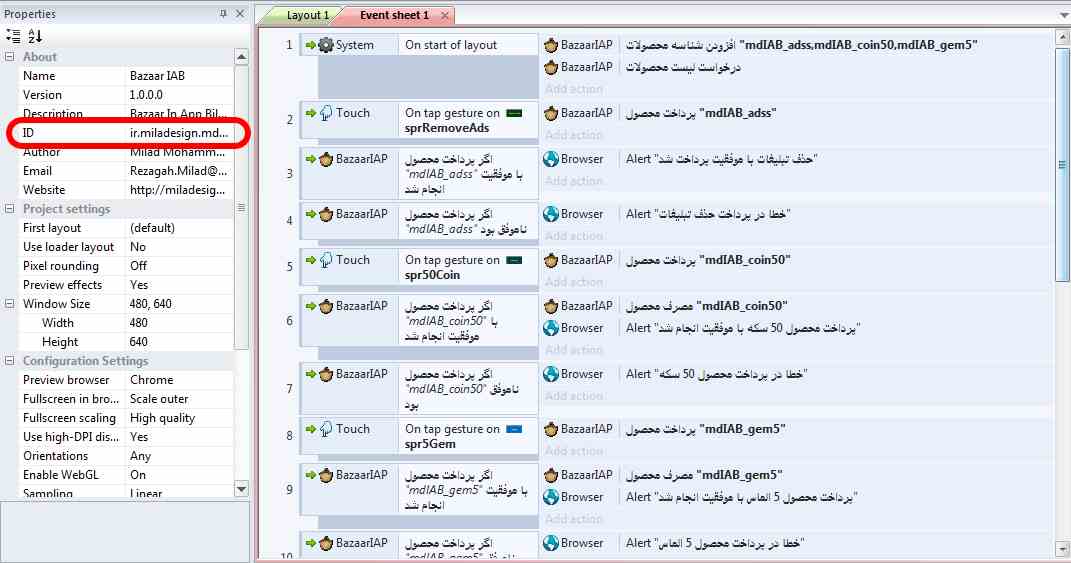 Properties
About
Name Bazaar IAB
Version 1.0.0.0
Description Bazaar In App Bil...
ID ir.miladesign.md...
Author Milad Mohamm...
Email Rezagah.Milad@...
Website http://miladesig...
Project settings
First layout (default)
Use loader layout No
Pixel rounding Off
Preview effects Yes
Window Size 480, 640
Width 480
Height 640
Configuration Settings
Preview browser Chrome
Fullscreen in bro... Scale outer
Fullscreen scaling High quality
Use high-DPI dis... Yes
Orientations Any
Enable WebGL On
Sampling Linear
Layout 1 Event sheet 1
1 System On start of layout BazaarIAP افزودن شناسه محصولات "mdIAB_adss,mdIAB_coin50,mdIAB_gem5"
BazaarIAP درخواست لیست محصولات
Add action
2 Touch On tap gesture on sprRemoveAds BazaarIAP پرداخت محصول "mdIAB_adss"
Add action
3 BazaarIAP اگر پرداخت محصول
"mdIAB_adss" با موفقیت
انجام شد
Browser Alert "حذف تبلیغات با موفقیت پرداخت شد"
Add action
4 BazaarIAP اگر پرداخت محصول
"mdIAB_adss" ناموفق بود
Browser Alert "خطا در پرداخت حذف تبلیغات"
Add action
5 Touch On tap gesture on
spr50Coin
BazaarIAP پرداخت محصول "mdIAB_coin50"
Add action
6 BazaarIAP اگر پرداخت محصول
"mdIAB_coin50" با
موفقیت انجام شد
BazaarIAP مصرف محصول "mdIAB_coin50"
Browser Alert "پرداخت محصول 50 سکه با موفقیت انجام شد"
Add action
7 BazaarIAP اگر پرداخت محصول
"mdIAB_coin50" ناموفق
بود
Browser Alert "خطا در پرداخت محصول 50 سکه"
Add action
8 Touch On tap gesture on
spr5Gem
BazaarIAP پرداخت محصول "mdIAB_gem5"
Add action
9 BazaarIAP اگر پرداخت محصول
"mdIAB_gem5" با موفقیت
انجام شد
BazaarIAP مصرف محصول "mdIAB_gem5"
Browser Alert "پرداخت محصول 5 الماس با موفقیت انجام شد"
Add action
10 BazaarIAP اگر پرداخت محصول
"mdIAB_gem5" ناموفق
Browser Alert "خطا در پرداخت محصول 5 الماس"
Add action